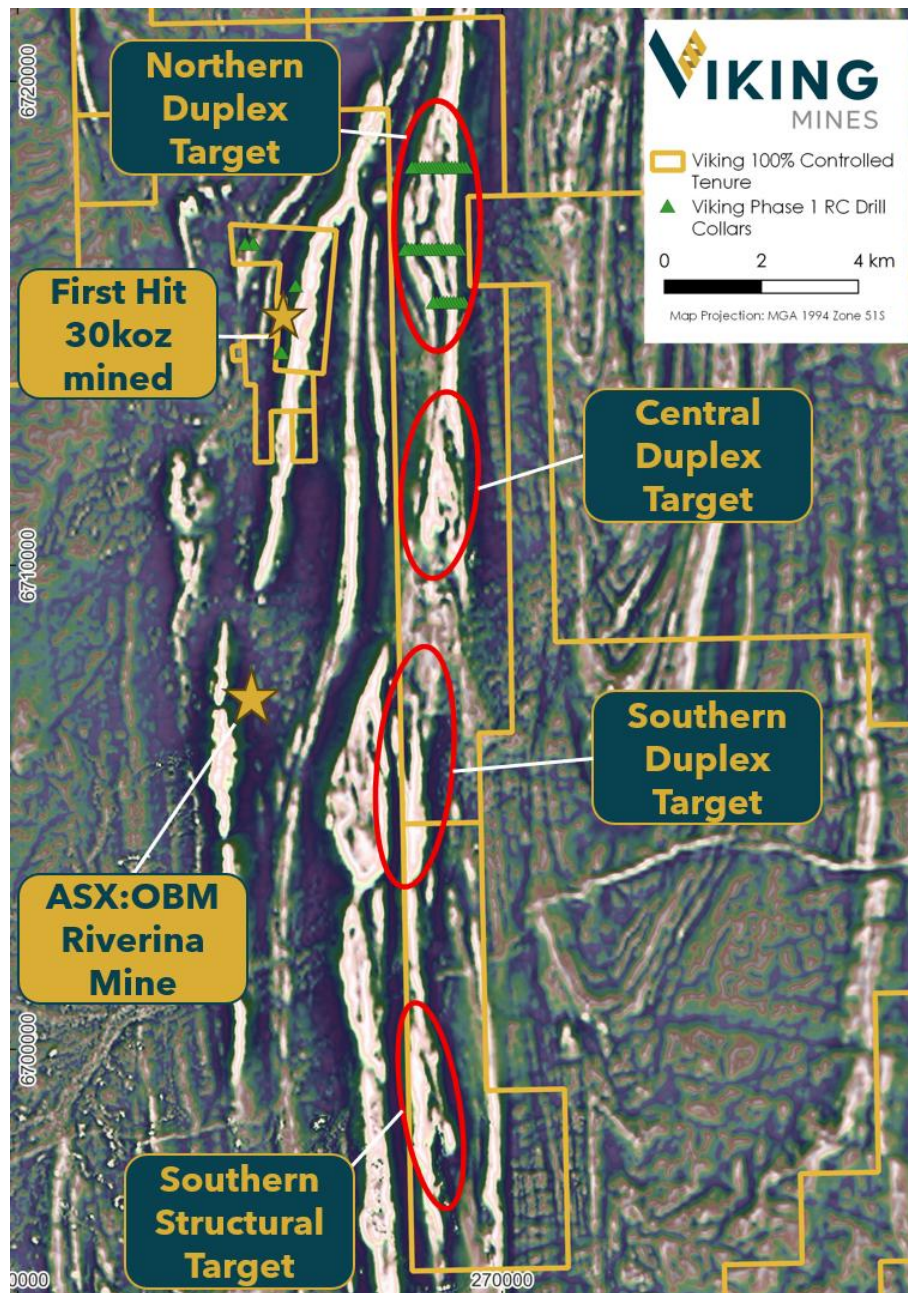 Northern
Duplex
Target
VIKING
MINES
Viking 100% Controlled
Tenure
Viking Phase 1 RC Drill
Collars
0 2 4 km
Map Projection: MGA 1994 Zone 51S
6720000
First Hit
30koz
mined
Central
Duplex
Target
6710000
Southern
Duplex
Target
ASX:OBM
Riverina
Mine
6700000
Southern
Structural
Target
0000
270000